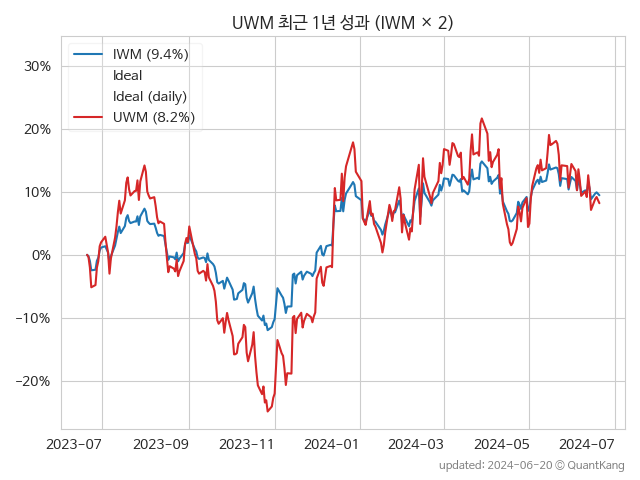 UWM 최근 1년 성과 (IWM × 2)
IWM (9.4%)
Ideal
Ideal (daily)
UWM (8.2%)
30%
20%
10%
0%
−10%
−20%
2023−07
2023−09
2023−11
2024−01
2024−03
2024−05
2024−07
updated: 2024-06-20 © QuantKang